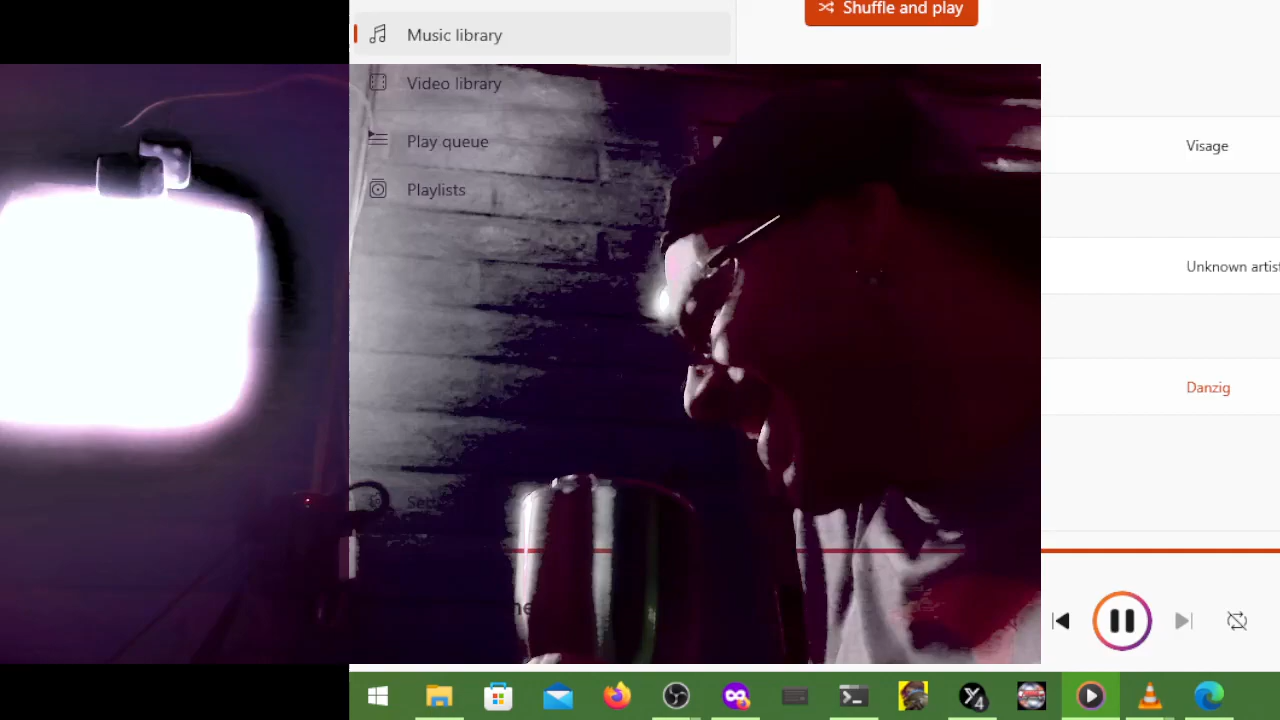 Shuffle and play
Music library
Video library
Play queue
Visage
Playlists
Unknown artist
Danzig